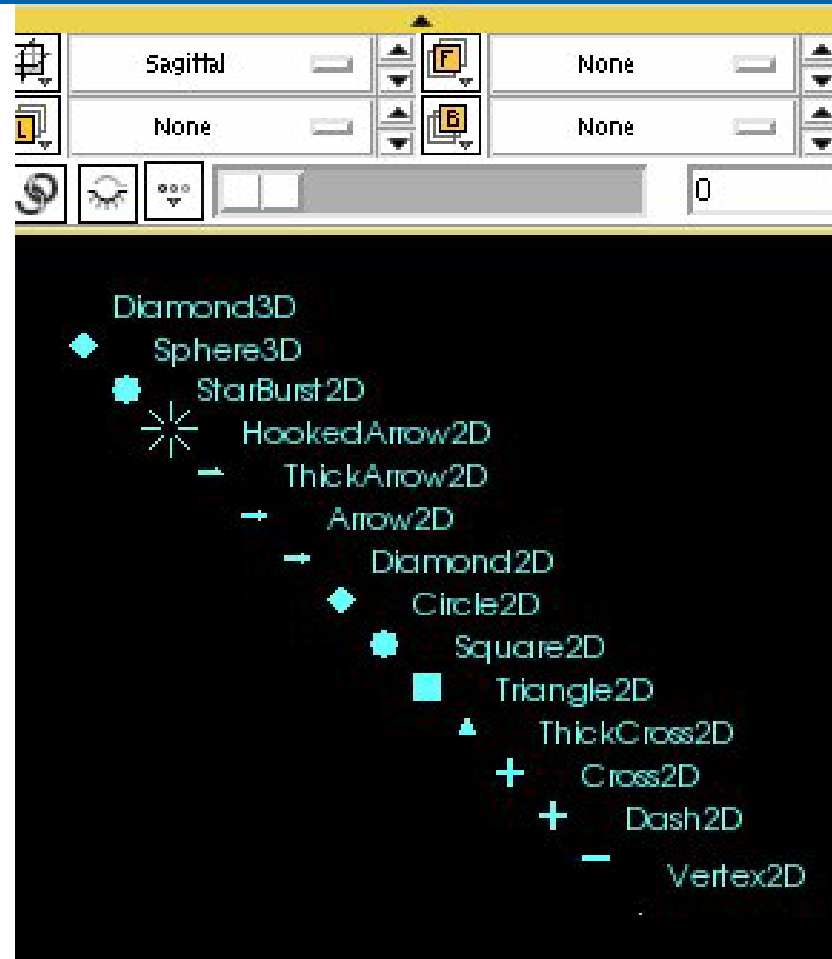 Sagittal F None
L None B None
0
Diamond3D
Sphere3D
StarBurst2D
HookedArrow2D
ThickArrow2D
Arrow2D
Diamond2D
Circle2D
Square2D
Triangle2D
ThickCross2D
Cross2D
Dash2D
Vertex2D